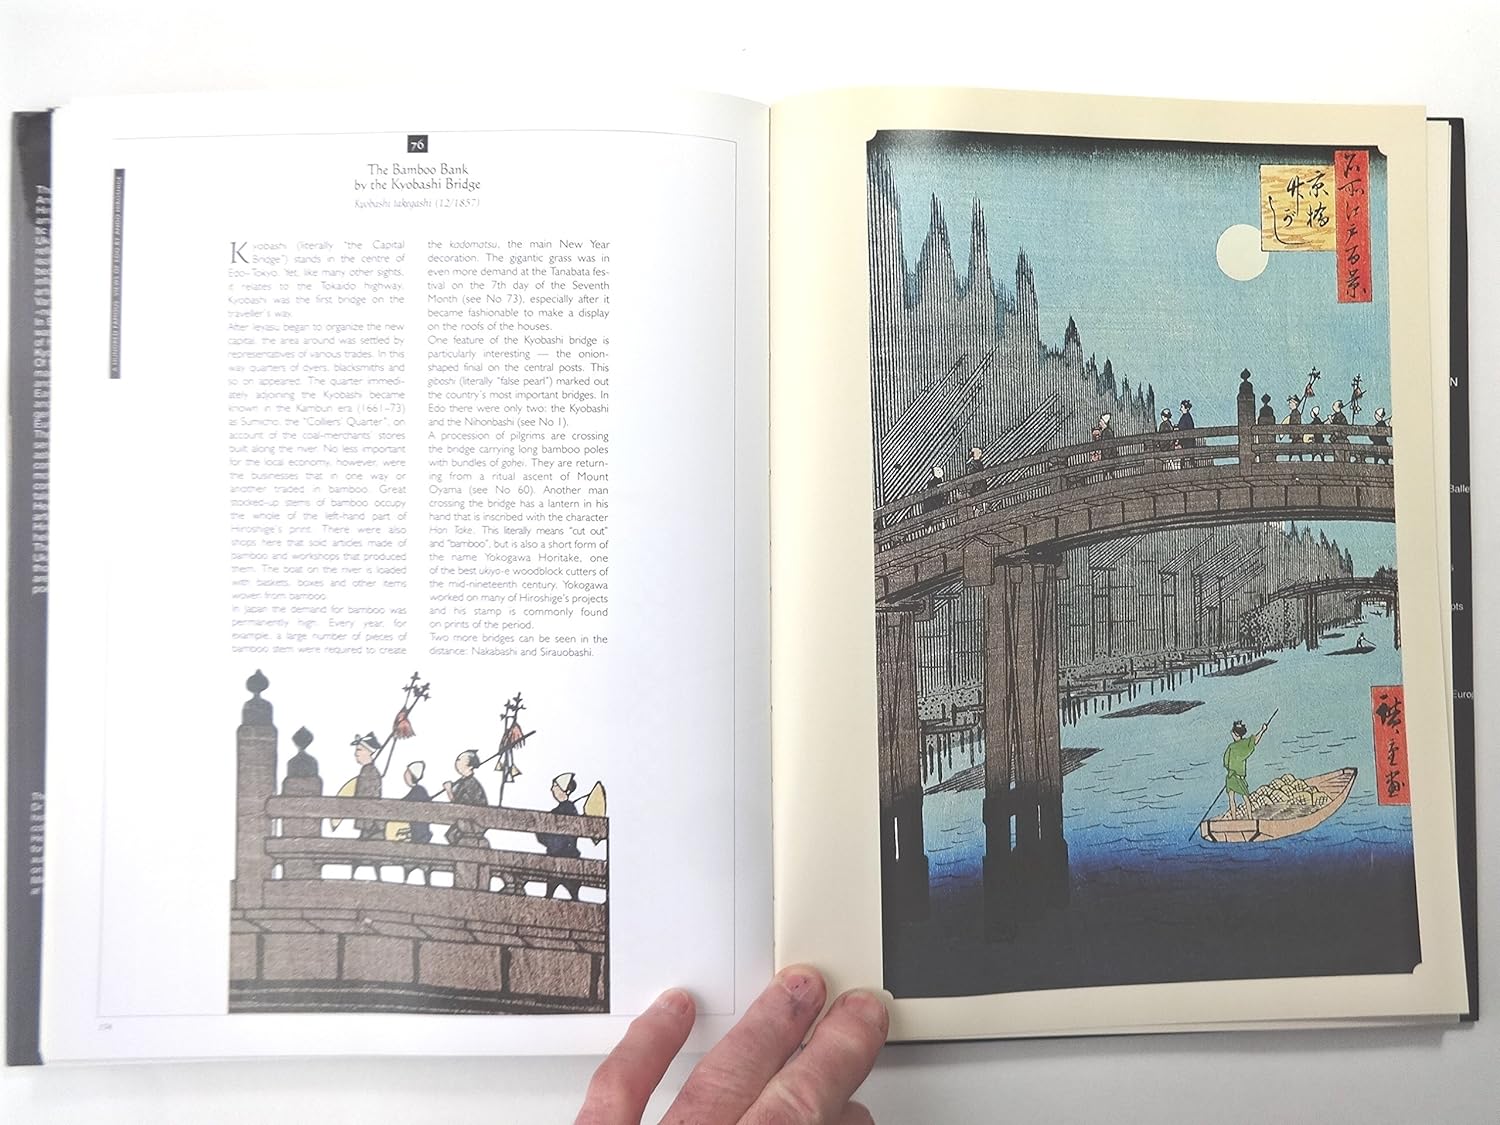 76
The Bamboo Bank
by the Kyobashi Bridge
Kyobashi takegashi (12/1857)
A HUNDRED FAMOUS VIEWS OF EDO BY ANDO HIROSHIGE
Kyobashi (literally "the Capital
Bridge") stands in the centre of
Edo–Tokyo. Yet, like many other sights,
it relates to the Tokaido highway.
Kyobashi was the first bridge on the
traveller's way.
After Ieyasu began to organize the new
capital, the area around was settled by
representatives of various trades. In this
way quarters of dyers, blacksmiths and
so on appeared. The quarter immedi-
ately adjoining the Kyobashi became
known in the Kambun era (1661–73)
as Sumicho, the "Colliers' Quarter", on
account of the coal-merchants' stores
built along the river. No less important
for the local economy, however, were
the businesses that in one way or
another traded in bamboo. Great
stocked-up stems of bamboo occupy
the whole of the left-hand part of
Hiroshige's print. There were also
shops here that sold articles made of
bamboo and workshops that produced
them. The boat on the river is loaded
with baskets, boxes and other items
woven from bamboo.
In Japan the demand for bamboo was
permanently high. Every year, for
example, a large number of pieces of
bamboo stem were required to create
the kadomatsu, the main New Year
decoration. The gigantic grass was in
even more demand at the Tanabata fes-
tival on the 7th day of the Seventh
Month (see No 73), especially after it
became fashionable to make a display
on the roofs of the houses.
One feature of the Kyobashi bridge is
particularly interesting — the onion-
shaped finial on the central posts. This
giboshi (literally "false pearl") marked out
the country's most important bridges. In
Edo there were only two: the Kyobashi
and the Nihonbashi (see No 1).
A procession of pilgrims are crossing
the bridge carrying long bamboo poles
with bundles of gohei. They are return-
ing from a ritual ascent of Mount
Oyama (see No 60). Another man
crossing the bridge has a lantern in his
hand that is inscribed with the character
Hori Take. This literally means "cut out"
and "bamboo", but is also a short form of
the name Yokogawa Horitake, one
of the best ukiyo-e woodblock cutters of
the mid-nineteenth century. Yokogawa
worked on many of Hiroshige's projects
and his stamp is commonly found
on prints of the period.
Two more bridges can be seen in the
distance: Nakabashi and Sirauobashi.
名所江戸百景
京橋
竹がし
廣重画
Balle
Europ